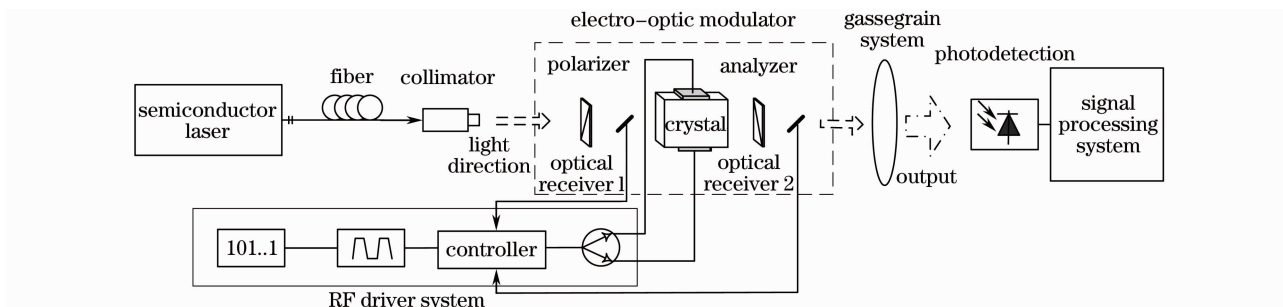 electro-optic modulator
gassegrain
system
photodetection
polarizer
analyzer
fiber
collimator
semiconductor
laser
crystal
signal
processing
system
light
direction
optical
receiver 1
optical
receiver 2
output
101..1
controller
RF driver system